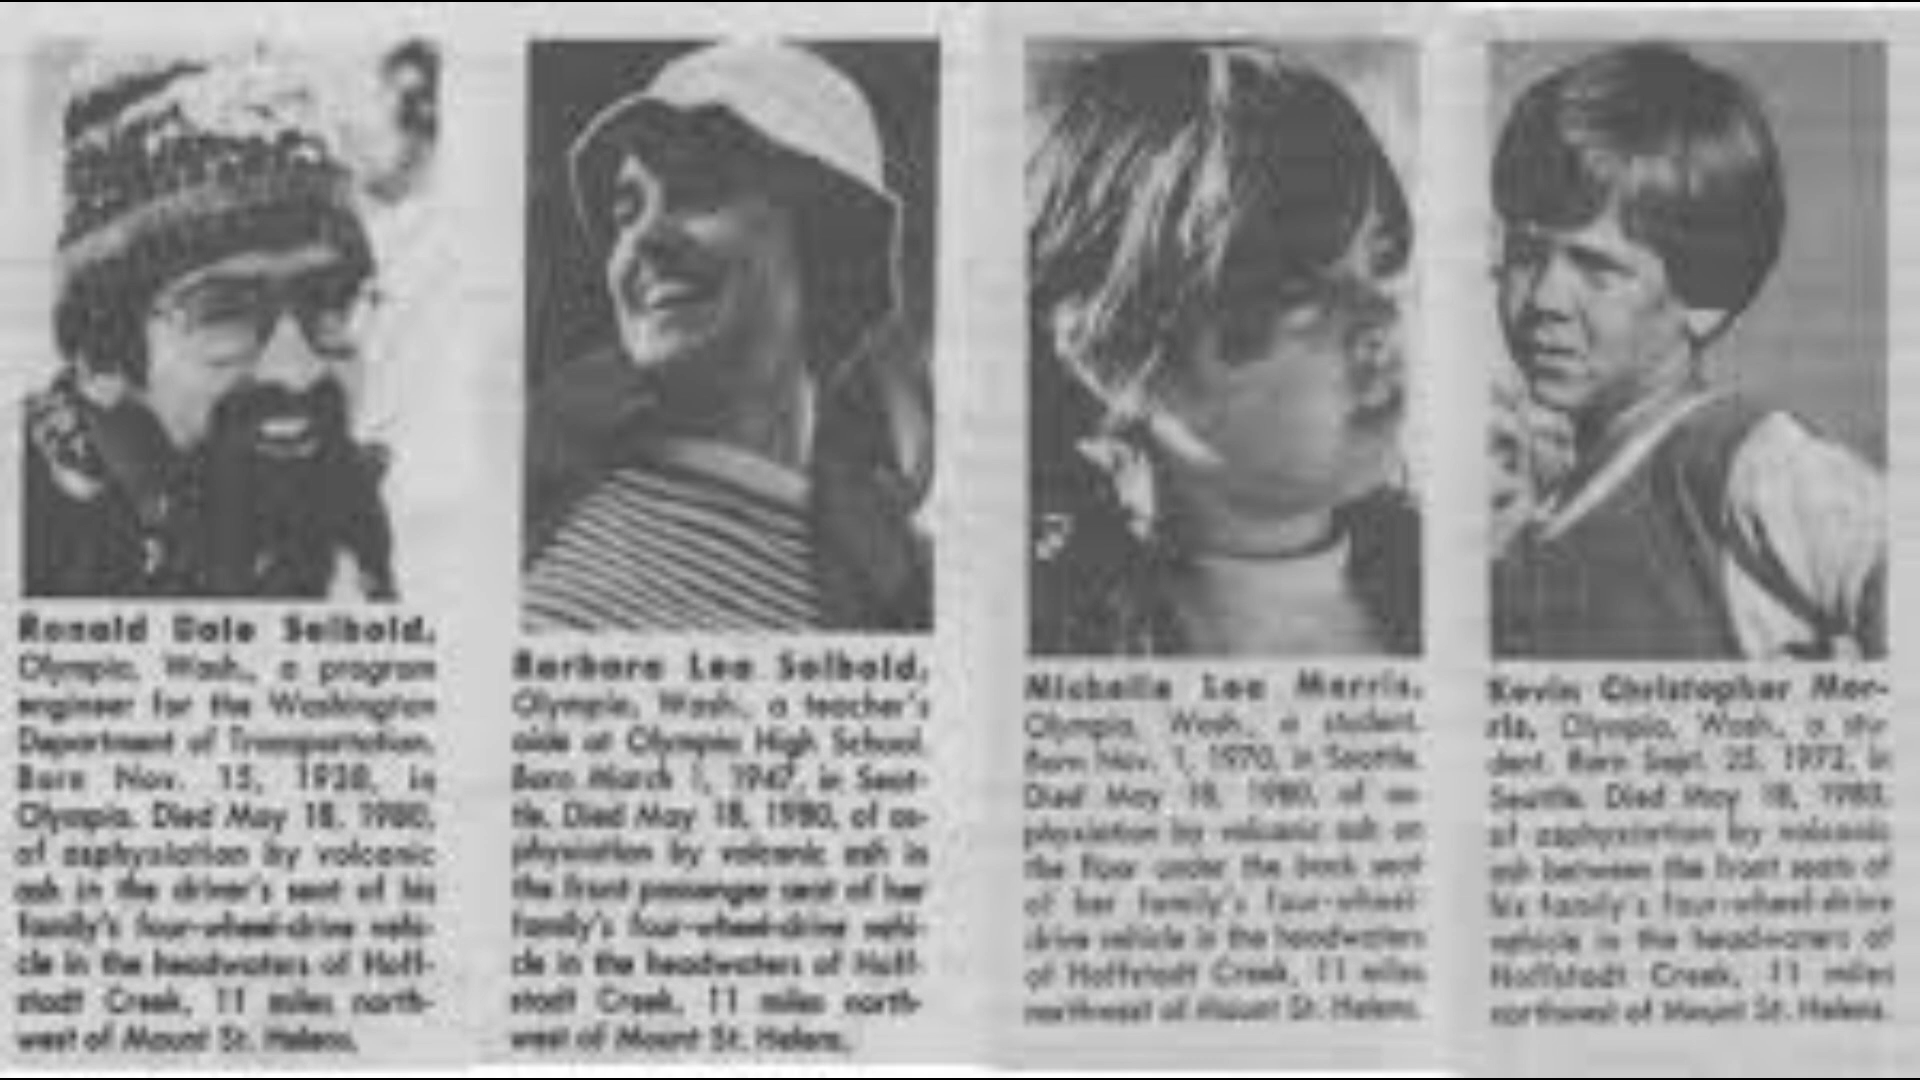 Ronald Dale Seibold,
Olympia, Wash., a program
engineer for the Washington
Department of Transportation.
Born Nov. 15, 1938, in
Olympia. Died May 18, 1980,
of asphyxiation by volcanic
ash in the driver's seat of his
family's four-wheel-drive vehi-
cle in the headwaters of Hoff-
stadt Creek, 11 miles north-
west of Mount St. Helens.
Barbara Lee Seibold,
Olympia, Wash., a teacher's
aide at Olympia High School.
Born March 1, 1947, in Seat-
tle. Died May 18, 1980, of as-
phyxiation by volcanic ash in
the front passenger seat of her
family's four-wheel-drive vehi-
cle in the headwaters of Hoff-
stadt Creek, 11 miles north-
west of Mount St. Helens.
Michelle Lee Morris,
Olympia, Wash., a student.
Born Nov. 1, 1970, in Seattle.
Died May 18, 1980, of as-
phyxiation by volcanic ash on
the floor under the back seat
of her family's four-wheel-
drive vehicle in the headwaters
of Hoffstadt Creek, 11 miles
northwest of Mount St. Helens.
Kevin Christopher Mor-
ris, Olympia, Wash., a stu-
dent. Born Sept. 25, 1972, in
Seattle. Died May 18, 1980,
of asphyxiation by volcanic
ash between the front seats of
his family's four-wheel-drive
vehicle in the headwaters of
Hoffstadt Creek, 11 miles
northwest of Mount St. Helens.